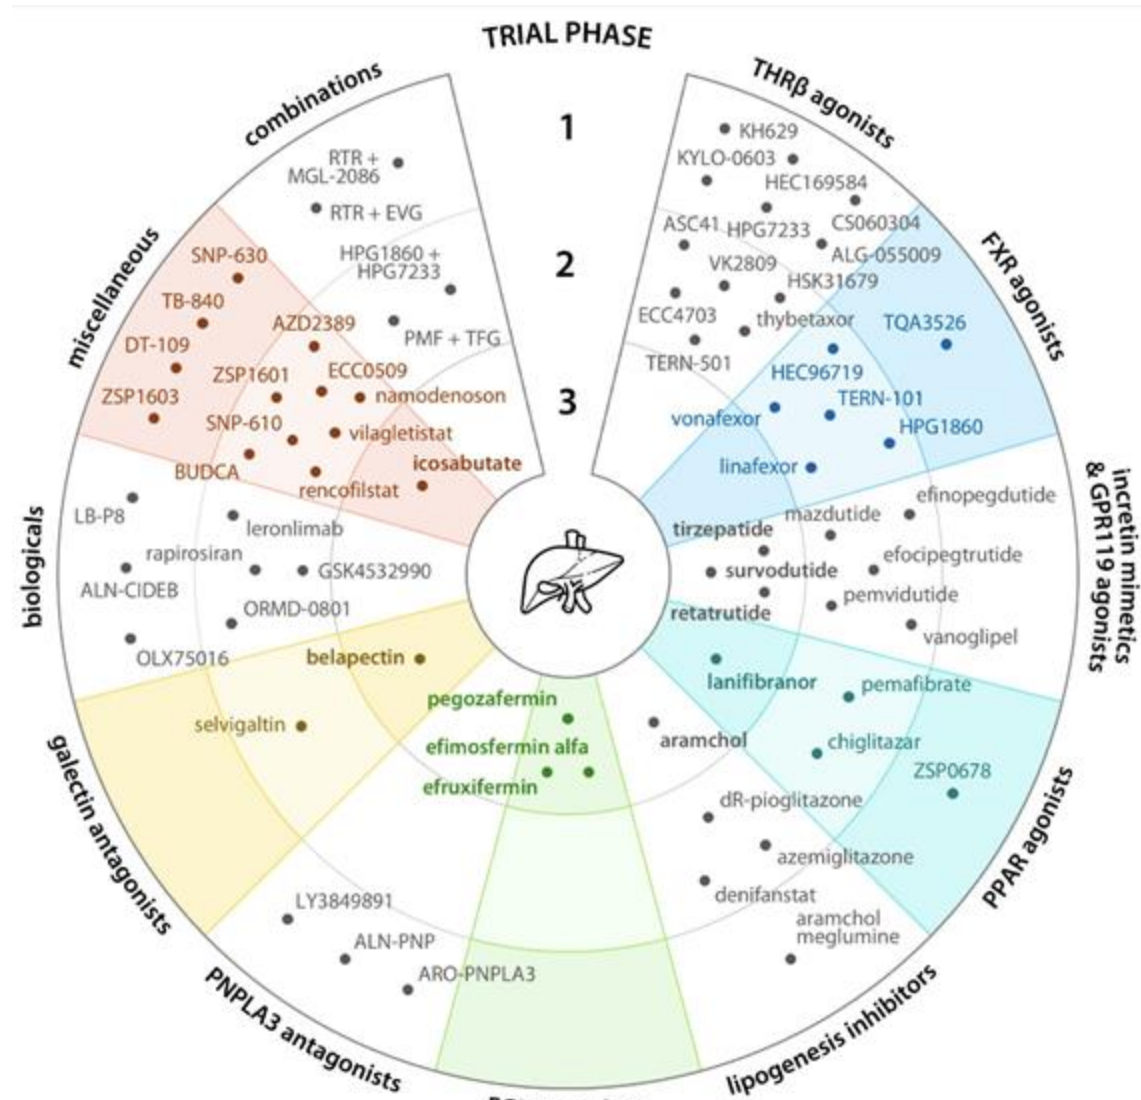 TRIAL PHASE
1
2
3
combinations
RTR +
MGL-2086
RTR + EVG
HPG1860 +
HPG7233
PMF + TFG
THRβ agonists
KH629
KYLO-0603
HEC169584
CS060304
ASC41
HPG7233
ALG-055009
VK2809
HSK31679
ECC4703
thybetaxor
TERN-501
FXR agonists
TQA3526
HEC96719
TERN-101
vonafexor
HPG1860
linafexor
incretin mimetics
& GPR119 agonists
efinopegdutide
mazdutide
tirzepatide
efocipegtrutide
survodutide
pemvidutide
retatrutide
vanoglipel
PPAR agonists
lanifibranor
pemafibrate
chiglitazar
ZSP0678
lipogenesis inhibitors
aramchol
dR-pioglitazone
azemiglitazone
denifanstat
aramchol
meglumine
pegozafermin
efimosfermin alfa
efruxifermin
PNPLA3 antagonists
LY3849891
ALN-PNP
ARO-PNPLA3
galectin antagonists
belapectin
selvigaltin
biologicals
LB-P8
leronlimab
rapirosiran
GSK4532990
ALN-CIDEB
ORMD-0801
OLX75016
miscellaneous
SNP-630
TB-840
AZD2389
DT-109
ZSP1601
ECC0509
ZSP1603
namodenoson
SNP-610
vilagletistat
BUDCA
icosabutate
rencofilstat